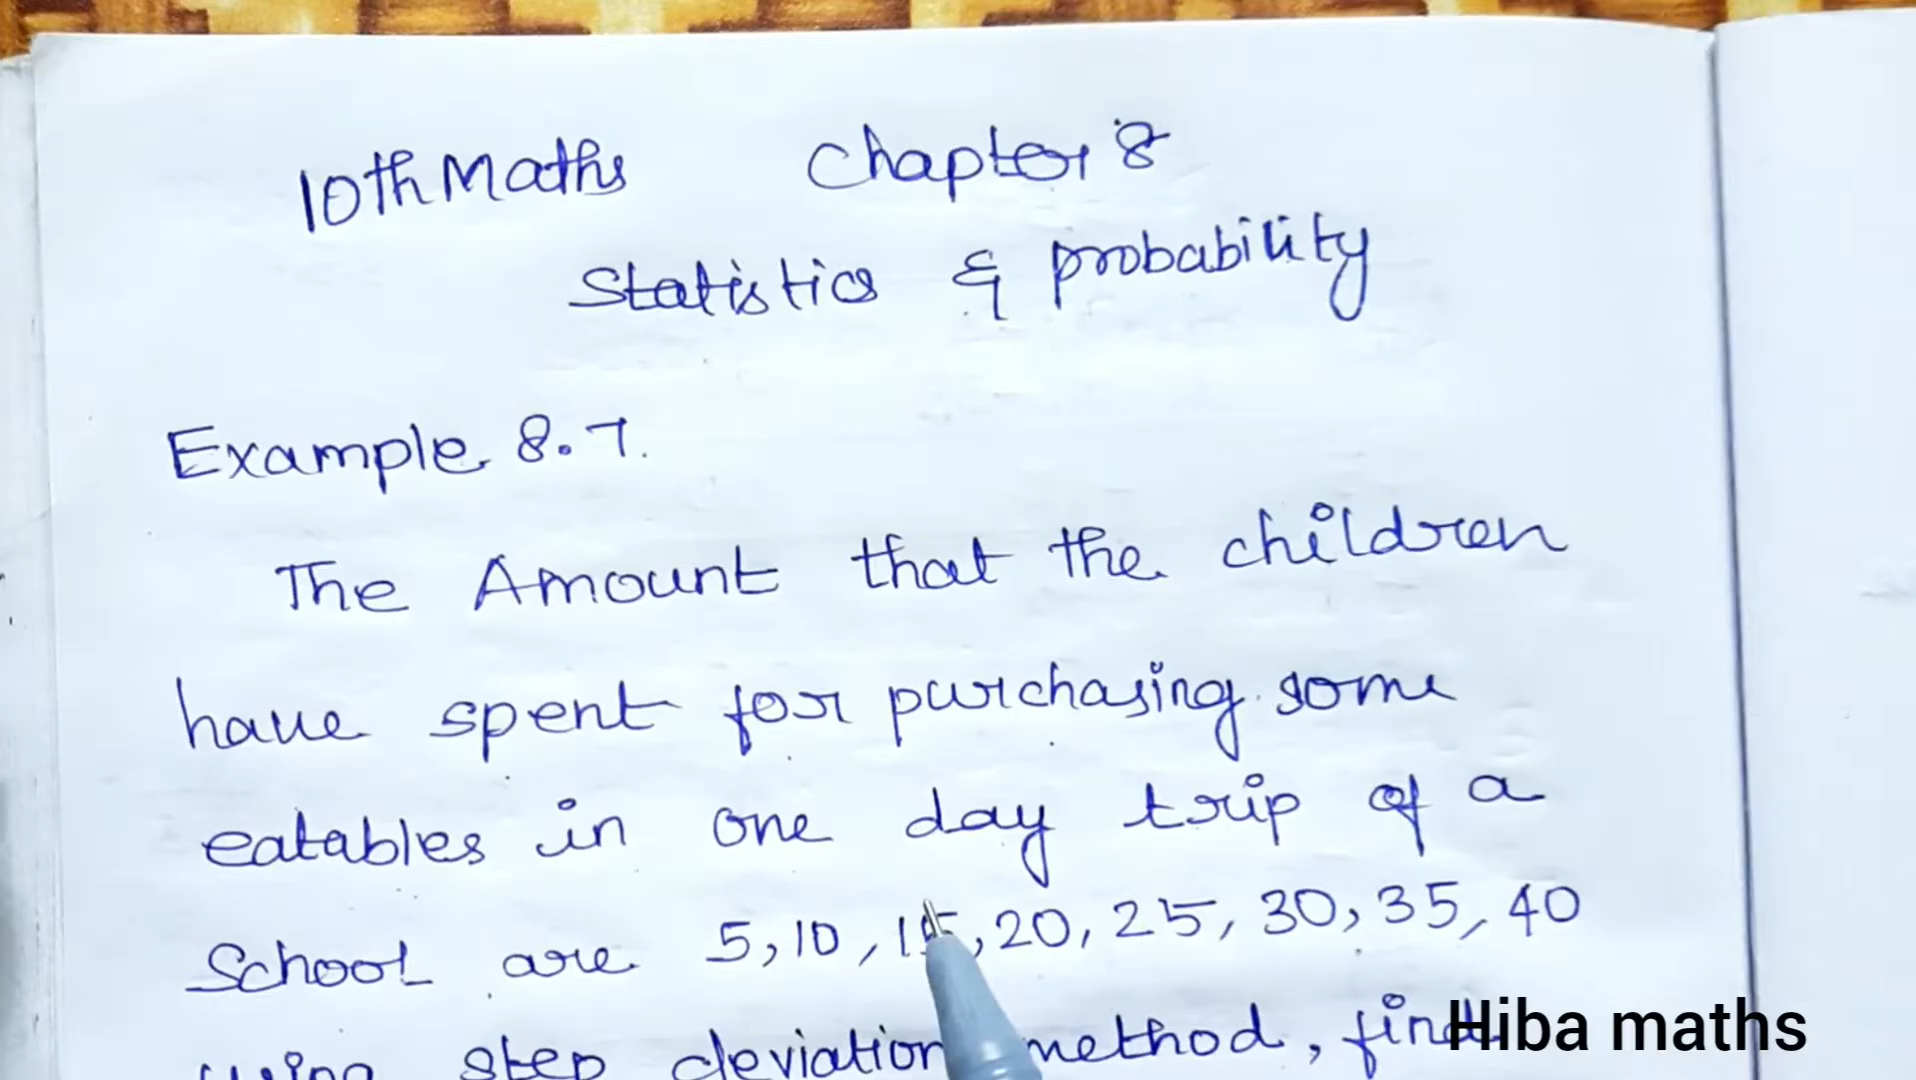 10th Maths Chapter 8
Statistics & probability
Example 8.7.
The Amount that the children
have spent for purchasing some
eatables in one day trip of a
School are 5, 10, 15, 20, 25, 30, 35, 40
using step deviation method, find
Hiba maths